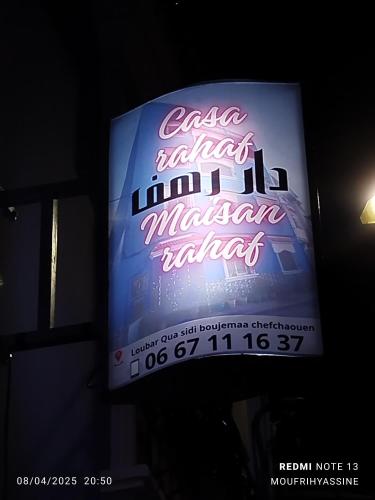 Casa
rahaf
دار رهف
Maisan
rahaf
Loubar Qua sidi boujemaa chefchaouen
06 67 11 16 37
REDMI NOTE 13
MOUFRIHYASSINE
08/04/2025 20:50